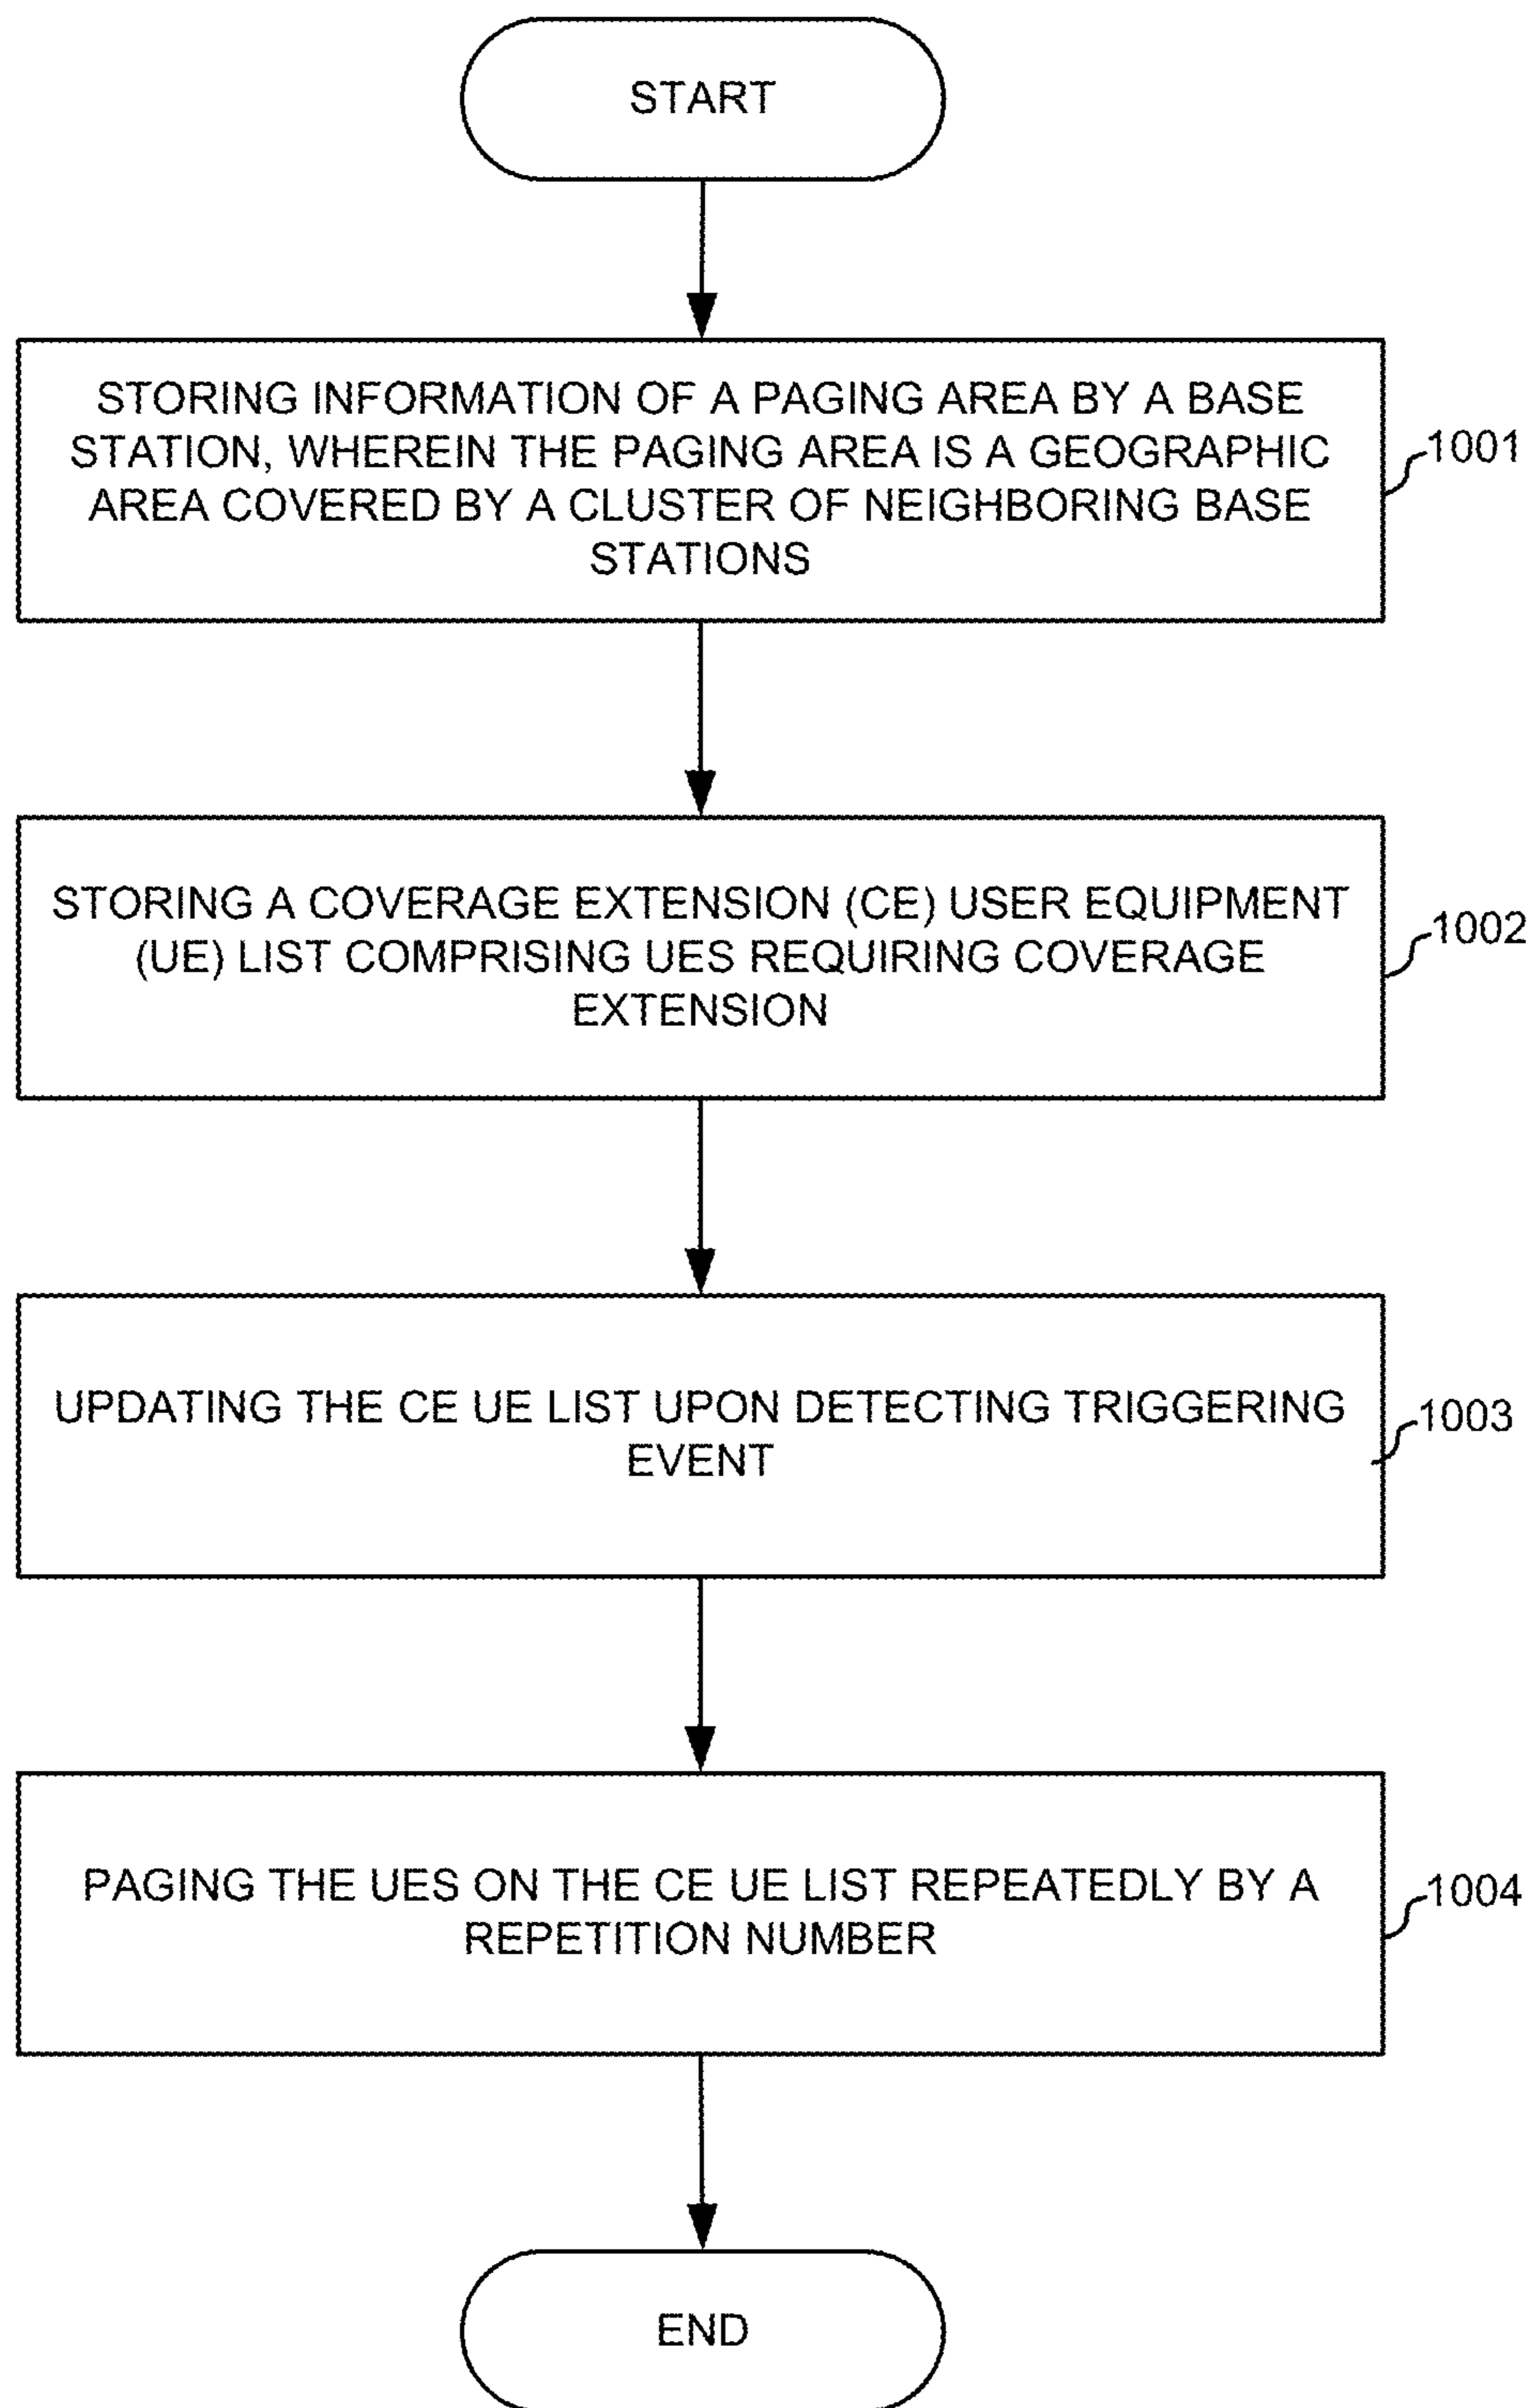 START
STORING INFORMATION OF A PAGING AREA BY A BASE
STATION, WHEREIN THE PAGING AREA IS A GEOGRAPHIC
AREA COVERED BY A CLUSTER OF NEIGHBORING BASE
STATIONS
1001
STORING A COVERAGE EXTENSION (CE) USER EQUIPMENT
(UE) LIST COMPRISING UES REQUIRING COVERAGE
EXTENSION
1002
UPDATING THE CE UE LIST UPON DETECTING TRIGGERING
EVENT
1003
PAGING THE UES ON THE CE UE LIST REPEATEDLY BY A
REPETITION NUMBER
1004
END